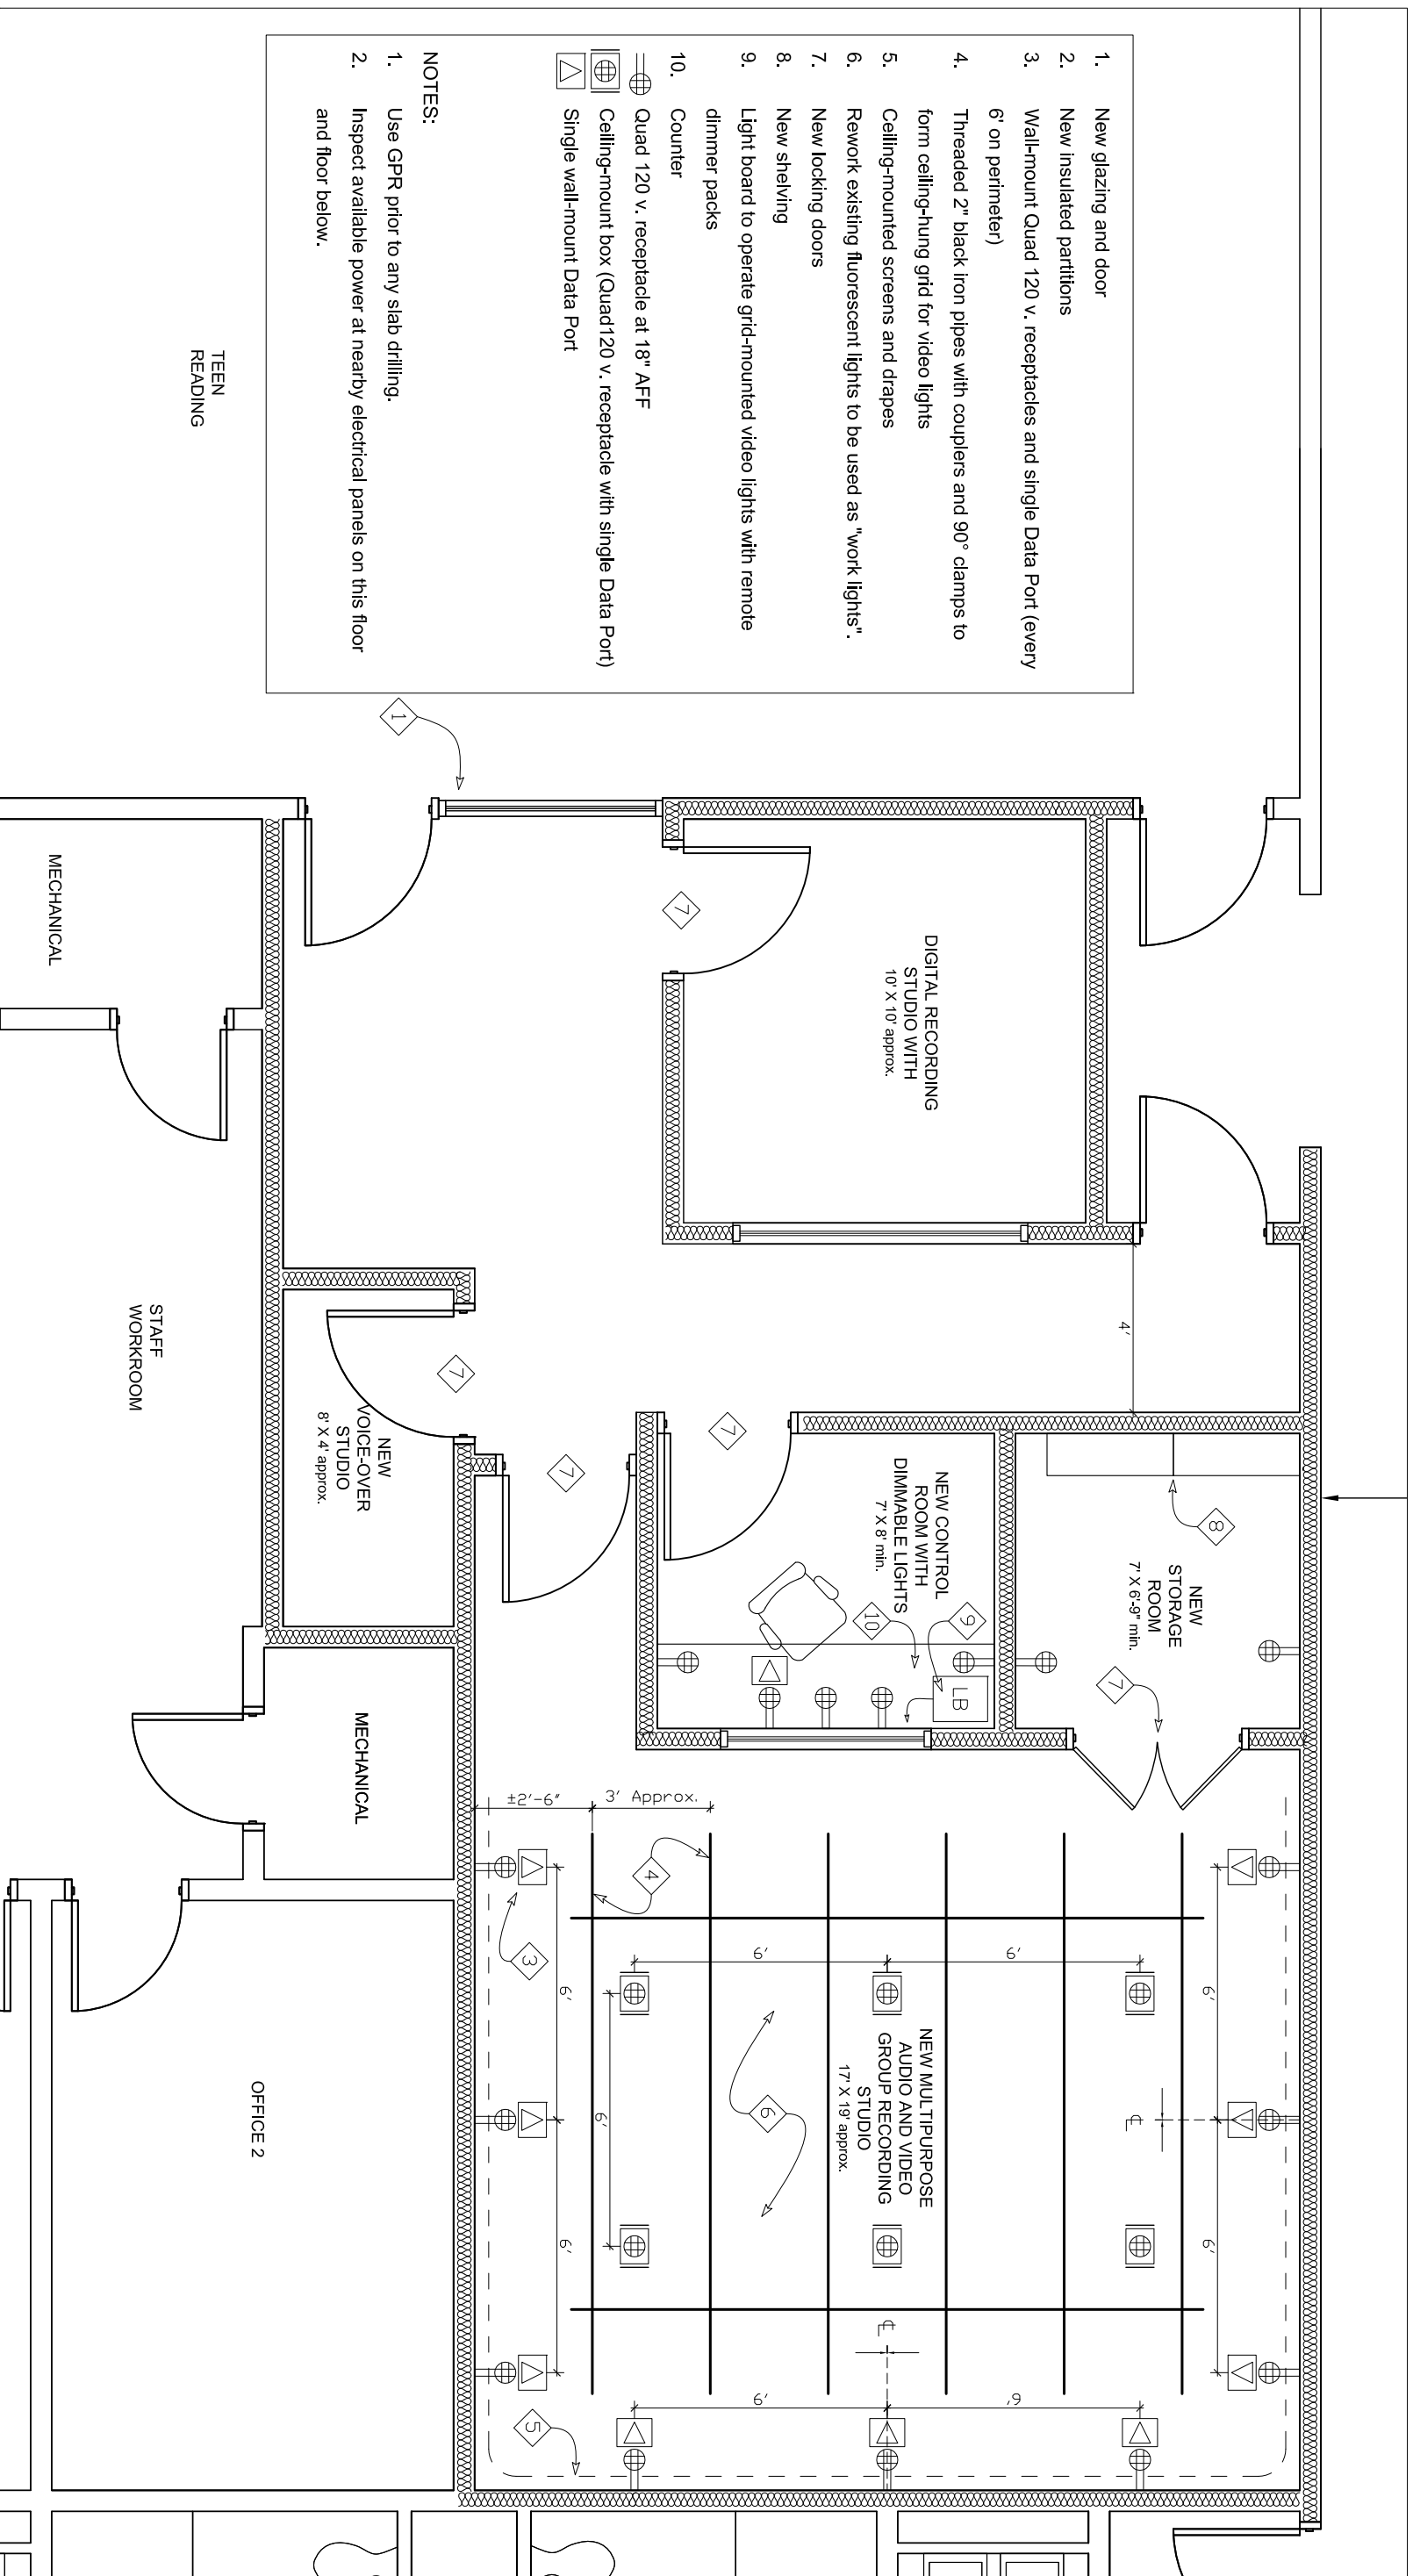 1. New glazing and door
2. New insulated partitions
3. Wall-mount Quad 120 v. receptacles and single Data Port (every
6' on perimeter)
4. Threaded 2" black iron pipes with couplers and 90° clamps to
form ceiling-hung grid for video lights
5. Ceiling-mounted screens and drapes
6. Rework existing fluorescent lights to be used as "work lights".
7. New locking doors
8. New shelving
9. Light board to operate grid-mounted video lights with remote
dimmer packs
10. Counter
Quad 120 v. receptacle at 18" AFF
Ceiling-mount box (Quad120 v. receptacle with single Data Port)
Single wall-mount Data Port
NOTES:
1. Use GPR prior to any slab drilling.
2. Inspect available power at nearby electrical panels on this floor
and floor below.
TEEN
READING
1
MECHANICAL
7
DIGITAL RECORDING
STUDIO WITH
10' X 10' approx.
STAFF
WORKROOM
4'
7
NEW
VOICE-OVER
STUDIO
8' X 4' approx.
7
7
NEW CONTROL
ROOM WITH
DIMMABLE LIGHTS
7' X 8' min.
9
10
LB
8
NEW
STORAGE
ROOM
7' X 6'-9" min.
7
MECHANICAL
±2'-6"
3' Approx.
4
3
6'
6'
6'
6'
6'
6'
6'
6
NEW MULTIPURPOSE
AUDIO AND VIDEO
GROUP RECORDING
STUDIO
17' X 19' approx.
℄
℄
6'
6'
5
OFFICE 2